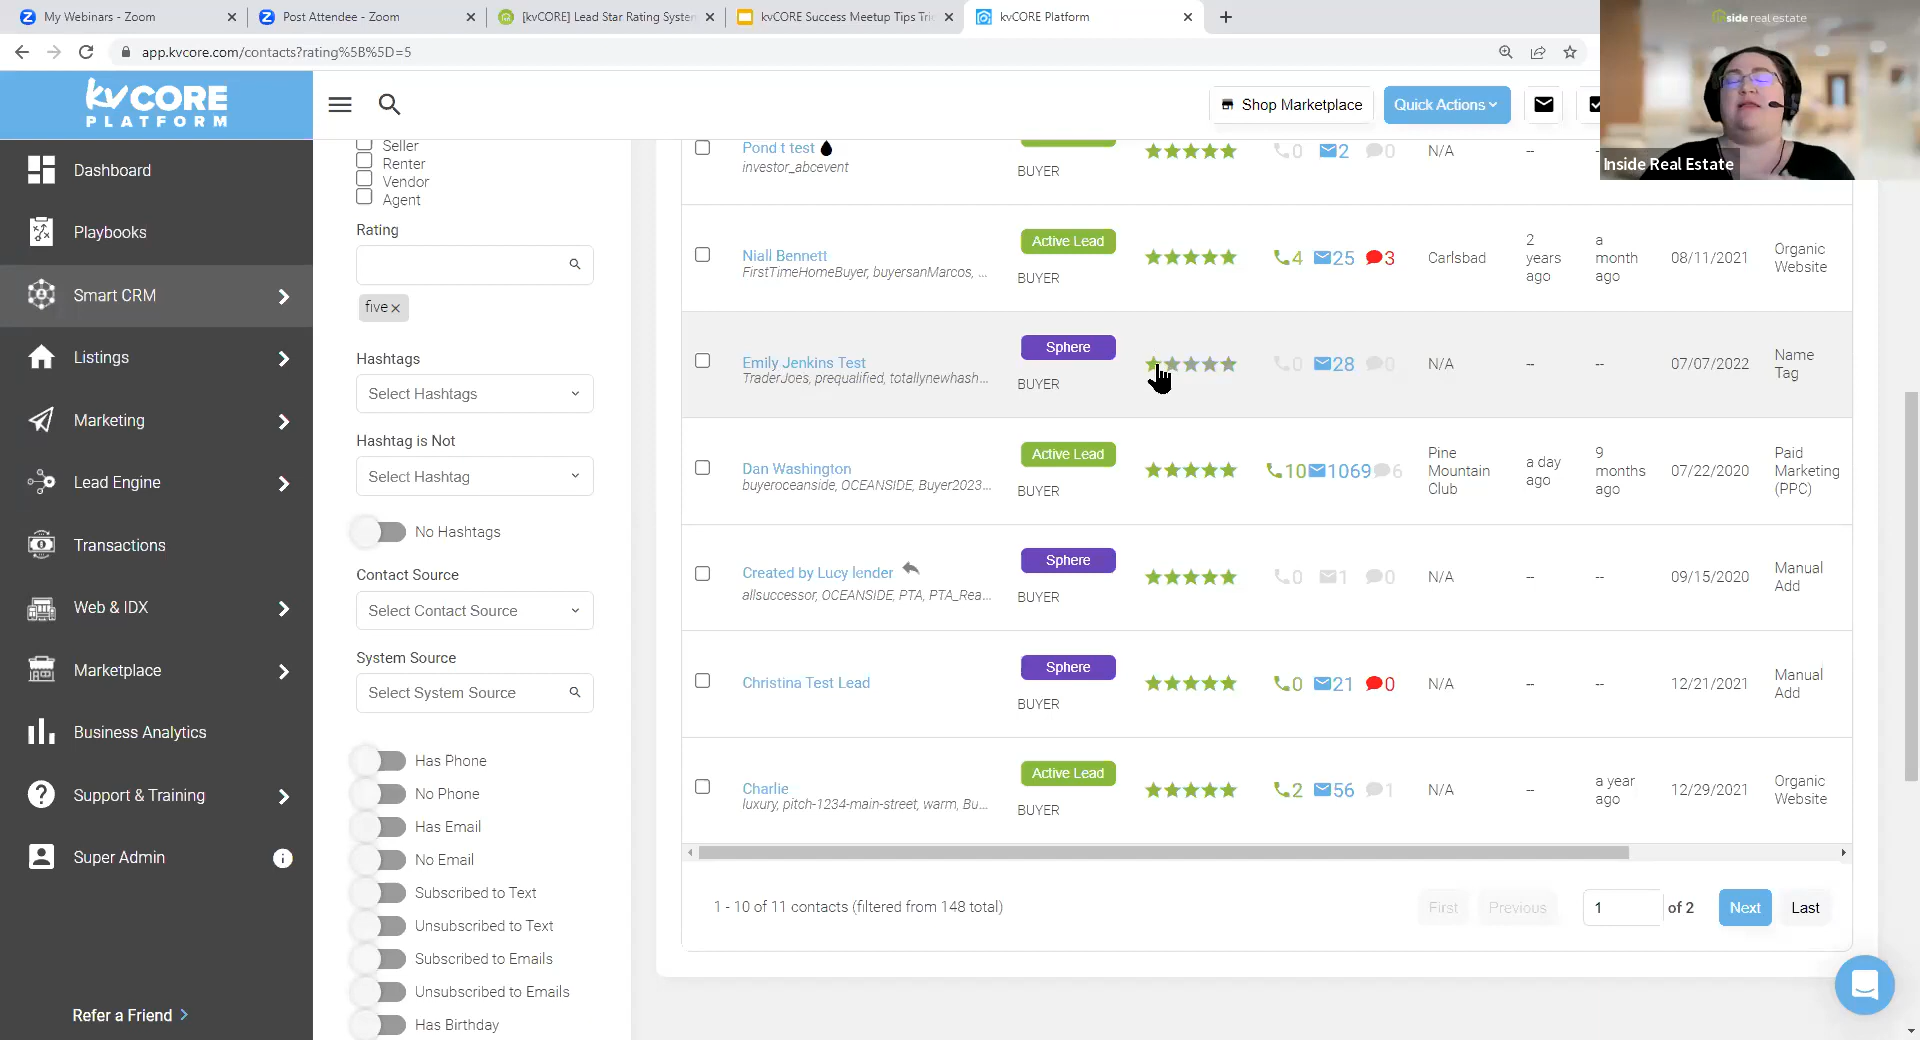 My Webinars - Zoom
Post Attendee - Zoom
[kvCORE] Lead Star Rating System
kvCORE Success Meetup Tips Tric
kvCORE Platform
app.kvcore.com/contacts?rating%5B%5D=5
inside real estate
Inside Real Estate
kvCORE
PLATFORM
Shop Marketplace
Quick Actions
Dashboard
Playbooks
Smart CRM
Listings
Marketing
Lead Engine
Transactions
Web & IDX
Marketplace
Business Analytics
Support & Training
Super Admin
Refer a Friend >
Seller
Renter
Vendor
Agent
Rating
five ×
Hashtags
Select Hashtags
Hashtag is Not
Select Hashtag
No Hashtags
Contact Source
Select Contact Source
System Source
Select System Source
Has Phone
No Phone
Has Email
No Email
Subscribed to Text
Unsubscribed to Text
Subscribed to Emails
Unsubscribed to Emails
Has Birthday
Pond t test
investor_abcevent
BUYER
0 2 0
N/A
--
Niall Bennett
FirstTimeHomeBuyer, buyersanMarcos, ...
Active Lead
BUYER
4 25 3
Carlsbad
2 years ago
a month ago
08/11/2021
Organic Website
Emily Jenkins Test
TraderJoes, prequalified, totallynewhash...
Sphere
BUYER
0 28 0
N/A
--
--
07/07/2022
Name Tag
Dan Washington
buyeroceanside, OCEANSIDE, Buyer2023...
Active Lead
BUYER
10 1069 6
Pine Mountain Club
a day ago
9 months ago
07/22/2020
Paid Marketing (PPC)
Created by Lucy lender
allsuccessor, OCEANSIDE, PTA, PTA_Rea...
Sphere
BUYER
0 1 0
N/A
--
--
09/15/2020
Manual Add
Christina Test Lead
Sphere
BUYER
0 21 0
N/A
--
--
12/21/2021
Manual Add
Charlie
luxury, pitch-1234-main-street, warm, Bu...
Active Lead
BUYER
2 56 1
N/A
--
a year ago
12/29/2021
Organic Website
1 - 10 of 11 contacts (filtered from 148 total)
First
Previous
1
of 2
Next
Last